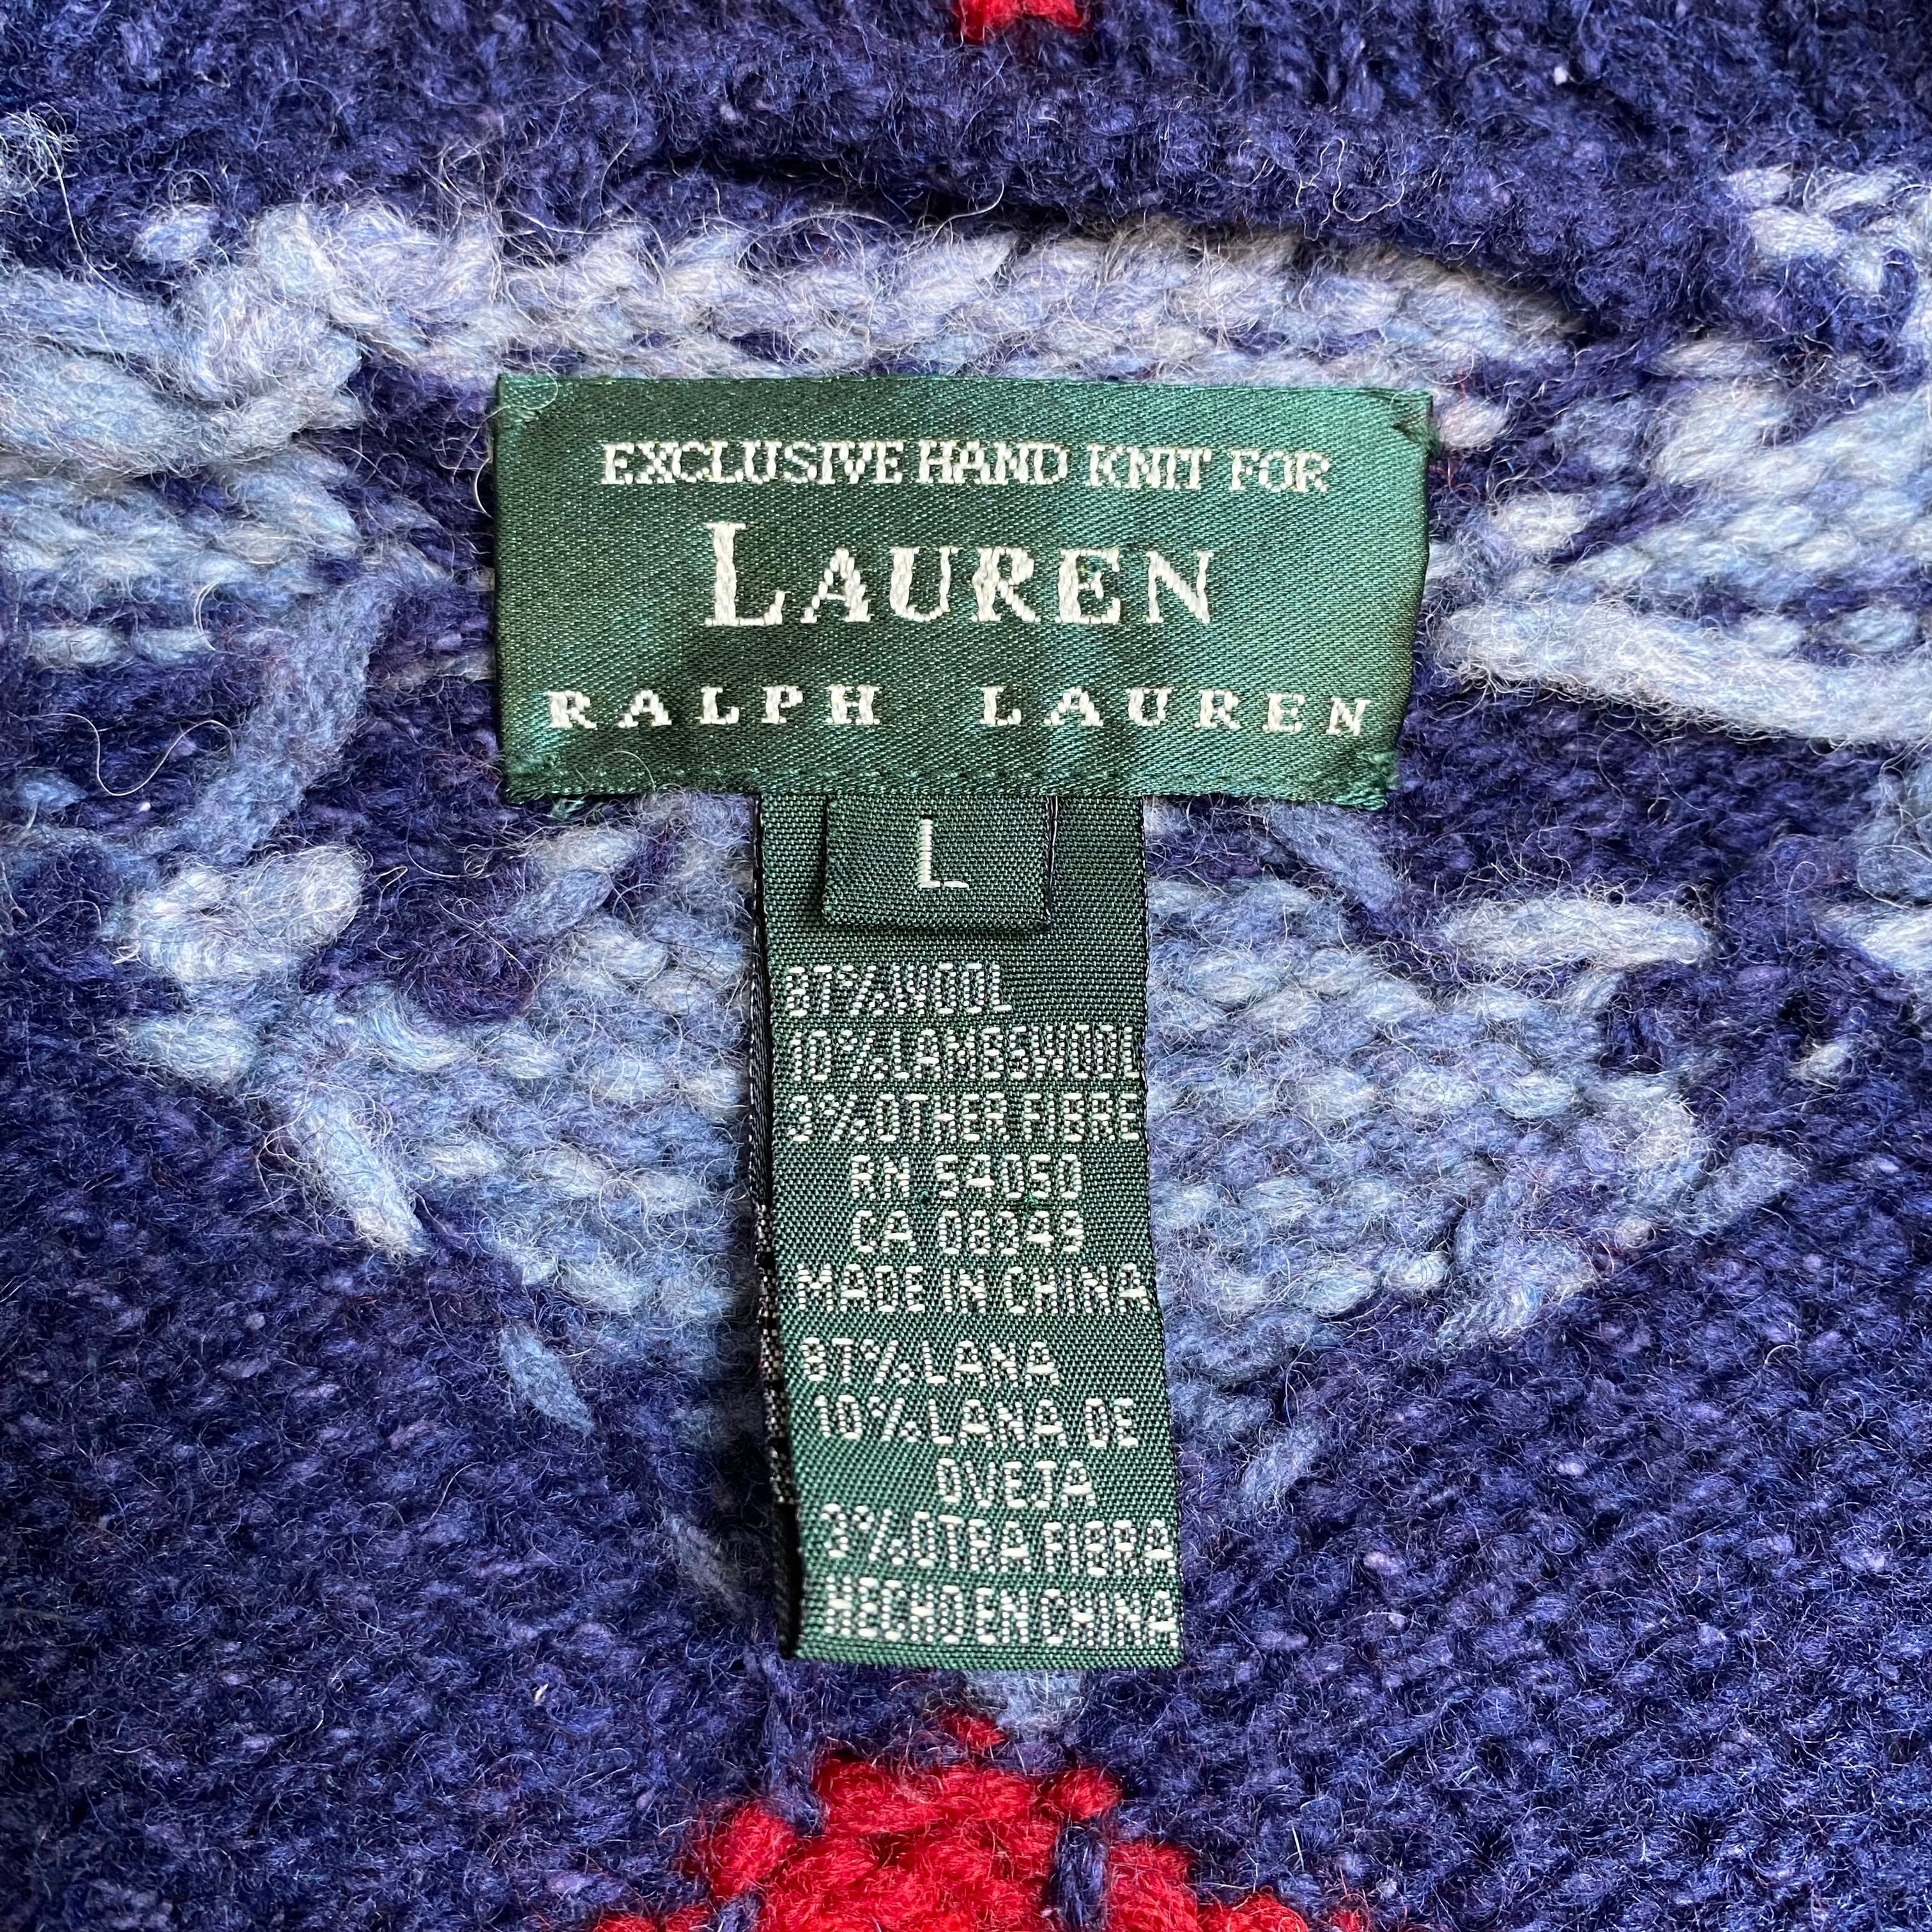 EXCLUSIVE HAND KNIT FOR
LAUREN
RALPH LAUREN
L
87%WOOL
10%LAMBSWOOL
3%OTHER FIBRE
RN 54050
CA 08349
MADE IN CHINA
87%LANA
10%LANA DE
OVEJA
3%OTRA FIBRA
HECHO EN CHINA